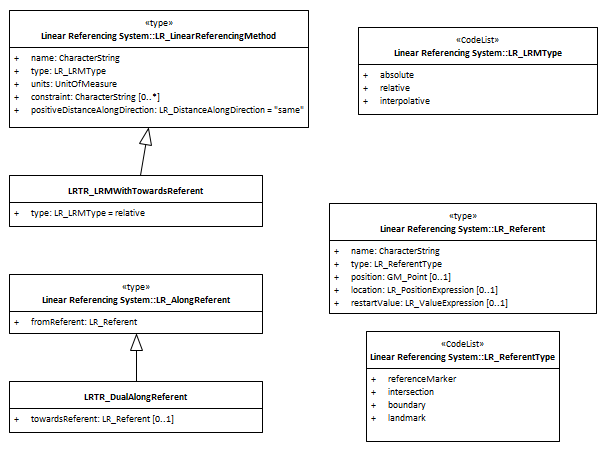 «type»
Linear Referencing System::LR_LinearReferencingMethod
+ name: CharacterString
+ type: LR_LRMType
+ units: UnitOfMeasure
+ constraint: CharacterString [0..*]
+ positiveDistanceAlongDirection: LR_DistanceAlongDirection = "same"
«CodeList»
Linear Referencing System::LR_LRMType
+ absolute
+ relative
+ interpolative
LRTR_LRMWithTowardsReferent
+ type: LR_LRMType = relative
«type»
Linear Referencing System::LR_Referent
+ name: CharacterString
+ type: LR_ReferentType
+ position: GM_Point [0..1]
+ location: LR_PositionExpression [0..1]
+ restartValue: LR_ValueExpression [0..1]
«type»
Linear Referencing System::LR_AlongReferent
+ fromReferent: LR_Referent
«CodeList»
Linear Referencing System::LR_ReferentType
+ referenceMarker
+ intersection
+ boundary
+ landmark
LRTR_DualAlongReferent
+ towardsReferent: LR_Referent [0..1]